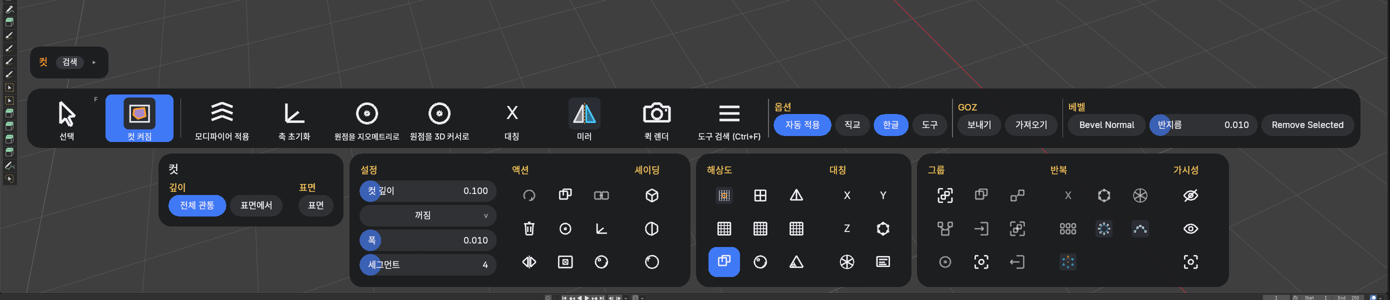 컷 검색
F
선택
컷 켜짐
모디파이어 적용
축 초기화
원점을 지오메트리로
원점을 3D 커서로
X
대칭
미러
퀵 렌더
도구 검색 (Ctrl+F)
옵션
자동 적용 직교 한글 도구
GOZ
보내기 가져오기
베벨
Bevel Normal 반지름 0.010 Remove Selected
컷
깊이 표면
전체 관통 표면에서 표면
설정
컷 깊이 0.100
꺼짐 v
폭 0.010
세그먼트 4
액션 셰이딩
해상도 대칭
X Y
Z
그룹 반복 가시성
X
1 Start 1 End 250